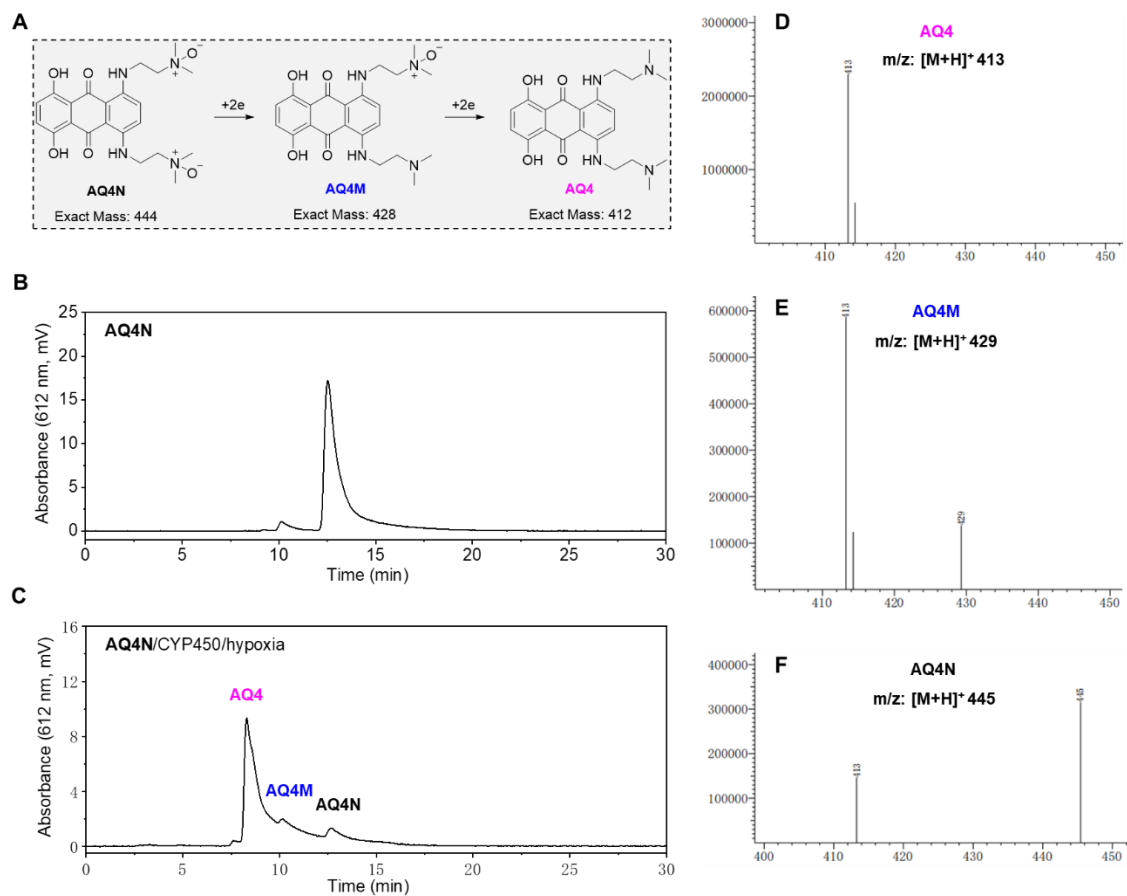 A
OH O HN N O⁻
+
OH O HN N O⁻
+
AQ4N
Exact Mass: 444
+2e
OH O HN N O⁻
+
OH O HN N
AQ4M
Exact Mass: 428
+2e
OH O HN N
OH O HN N
AQ4
Exact Mass: 412
B
AQ4N
Absorbance (612 nm, mV)
25
20
15
10
5
0
0 5 10 15 20 25 30
Time (min)
C
AQ4N/CYP450/hypoxia
AQ4
AQ4M
AQ4N
Absorbance (612 nm, mV)
16
12
8
4
0
0 5 10 15 20 25 30
Time (min)
D
AQ4
m/z: [M+H]⁺ 413
413
3000000
2000000
1000000
410 420 430 440 450
E
AQ4M
m/z: [M+H]⁺ 429
413
429
600000
500000
400000
300000
200000
100000
410 420 430 440 450
F
AQ4N
m/z: [M+H]⁺ 445
445
413
400000
300000
200000
100000
400 410 420 430 440 450